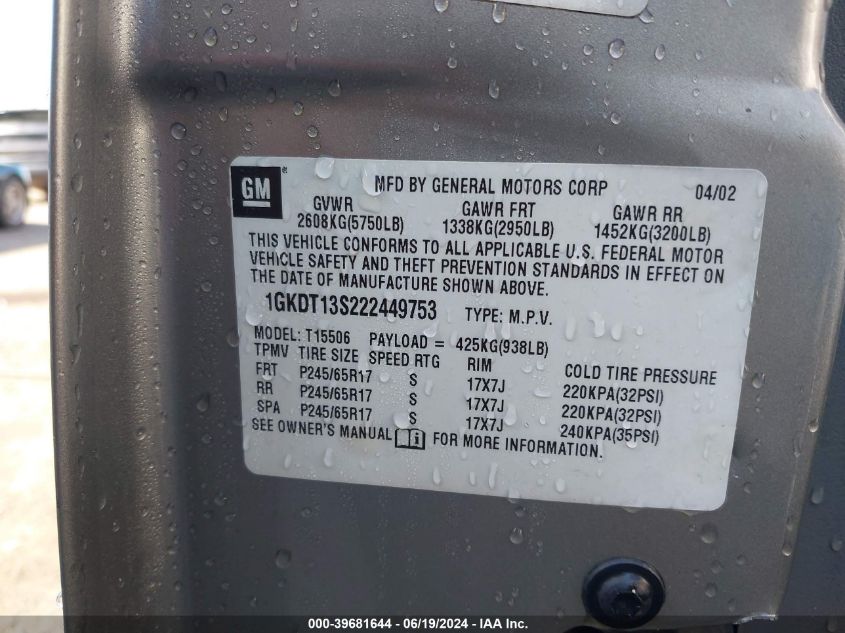 GM®
MFD BY GENERAL MOTORS CORP 04/02
GVWR GAWR FRT GAWR RR
2608KG(5750LB) 1338KG(2950LB) 1452KG(3200LB)
THIS VEHICLE CONFORMS TO ALL APPLICABLE U.S. FEDERAL MOTOR
VEHICLE SAFETY AND THEFT PREVENTION STANDARDS IN EFFECT ON
THE DATE OF MANUFACTURE SHOWN ABOVE.
1GKDT13S222449753 TYPE: M.P.V.
MODEL: T15506 PAYLOAD = 425KG(938LB)
TPMV TIRE SIZE SPEED RTG RIM COLD TIRE PRESSURE
FRT P245/65R17 S 17X7J 220KPA(32PSI)
RR P245/65R17 S 17X7J 220KPA(32PSI)
SPA P245/65R17 S 17X7J 240KPA(35PSI)
SEE OWNER'S MANUAL i FOR MORE INFORMATION.
000-39681644 - 06/19/2024 - IAA Inc.